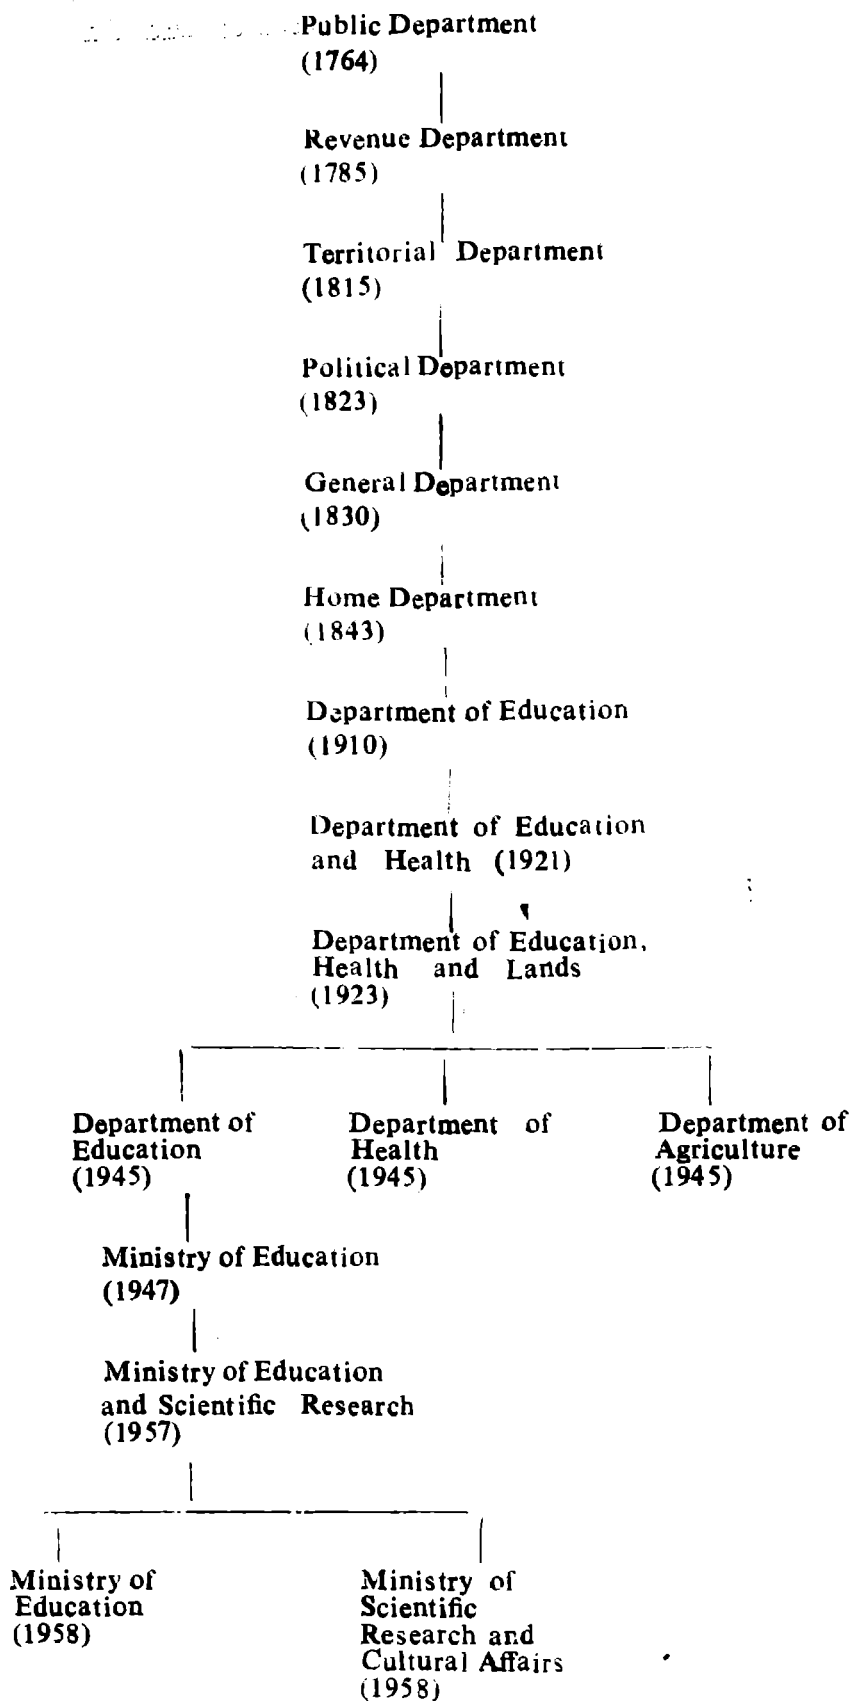 Public Department
(1764)
Revenue Department
(1785)
Territorial Department
(1815)
Political Department
(1823)
General Department
(1830)
Home Department
(1843)
Department of Education
(1910)
Department of Education
and Health (1921)
Department of Education,
Health and Lands
(1923)
Department of
Education
(1945)
Department of
Health
(1945)
Department of
Agriculture
(1945)
Ministry of Education
(1947)
Ministry of Education
and Scientific Research
(1957)
Ministry of
Education
(1958)
Ministry of
Scientific
Research and
Cultural Affairs
(1958)